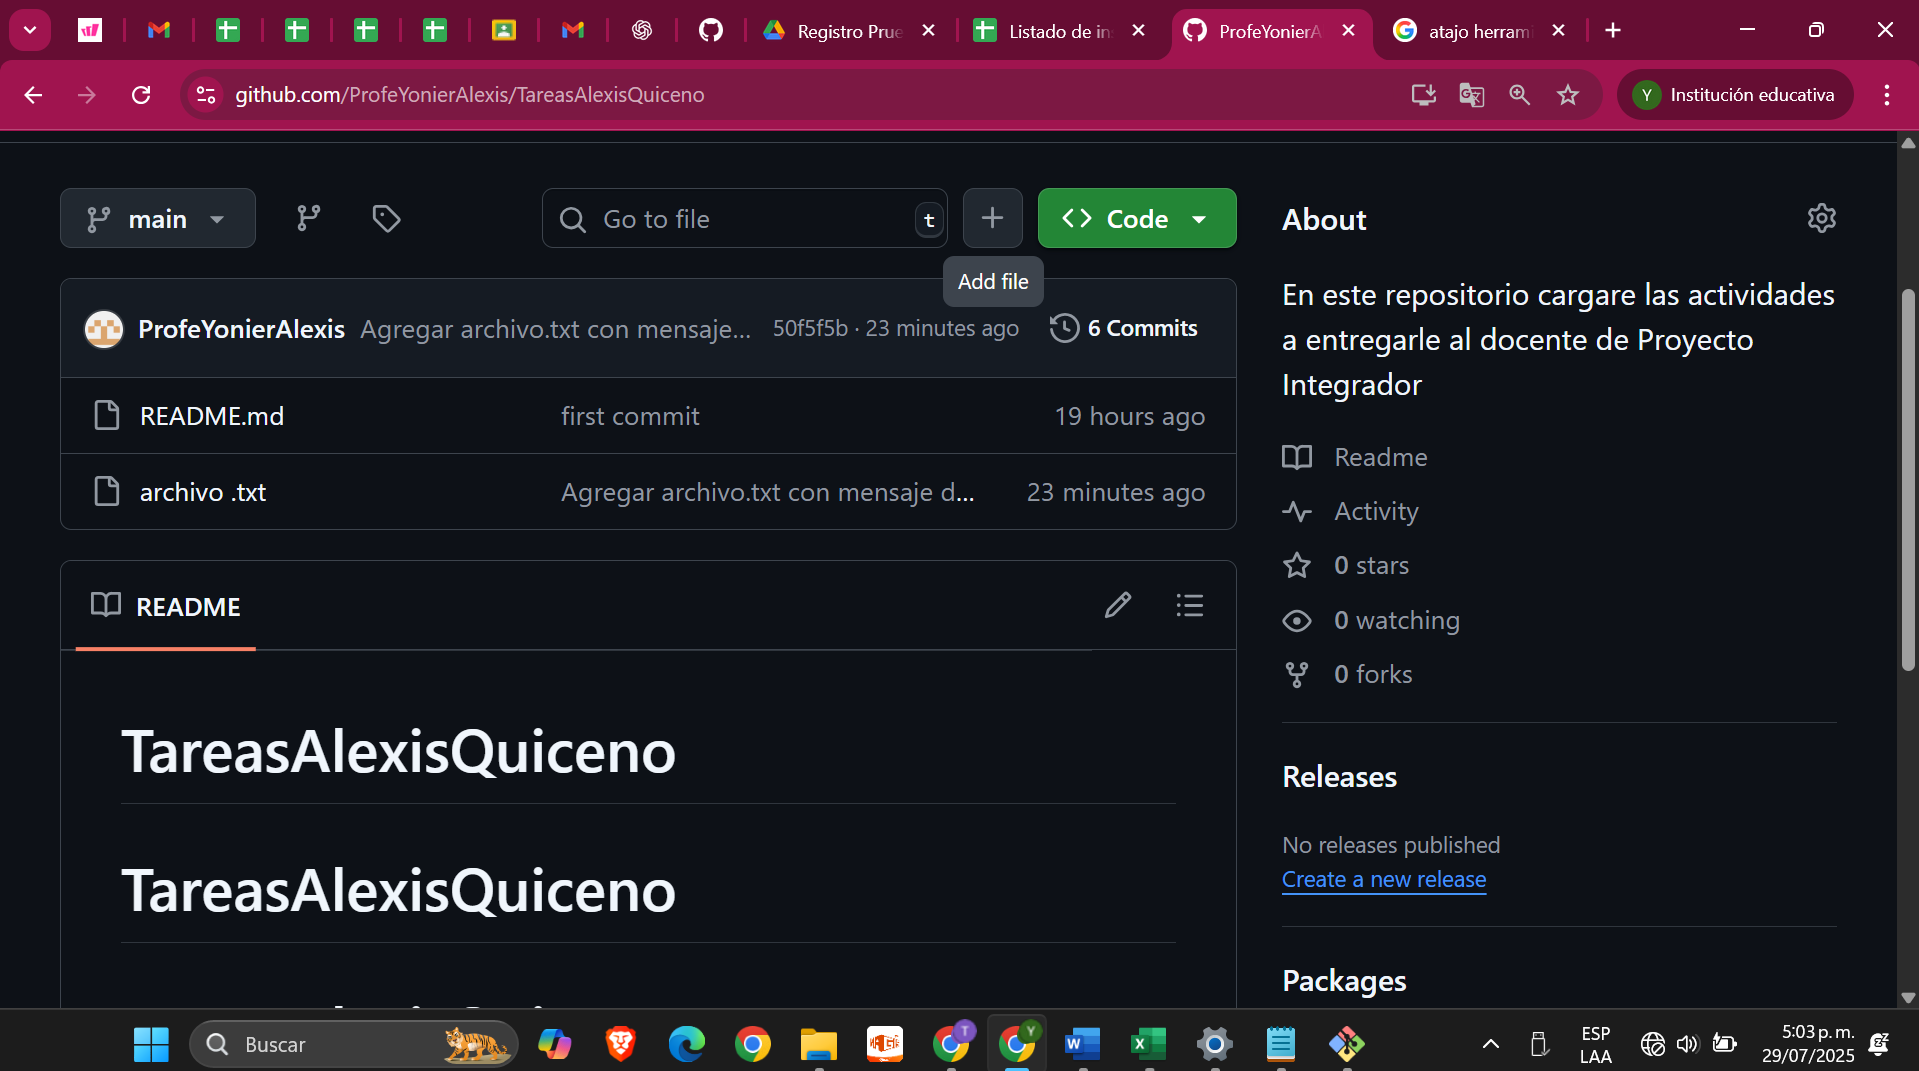 Registro Prue
Listado de in
ProfeYonierA
atajo herrami
github.com/ProfeYonierAlexis/TareasAlexisQuiceno
Y
Institución educativa
main
Go to file
t
Code
Add file
About
En este repositorio cargare las actividades
a entregarle al docente de Proyecto
Integrador
ProfeYonierAlexis
Agregar archivo.txt con mensaje...
50f5f5b · 23 minutes ago
6 Commits
README.md
first commit
19 hours ago
archivo .txt
Agregar archivo.txt con mensaje d...
23 minutes ago
Readme
Activity
0 stars
0 watching
0 forks
README
TareasAlexisQuiceno
TareasAlexisQuiceno
Releases
No releases published
Create a new release
Packages
Buscar
T
Y
ESP
LAA
5:03 p. m.
29/07/2025